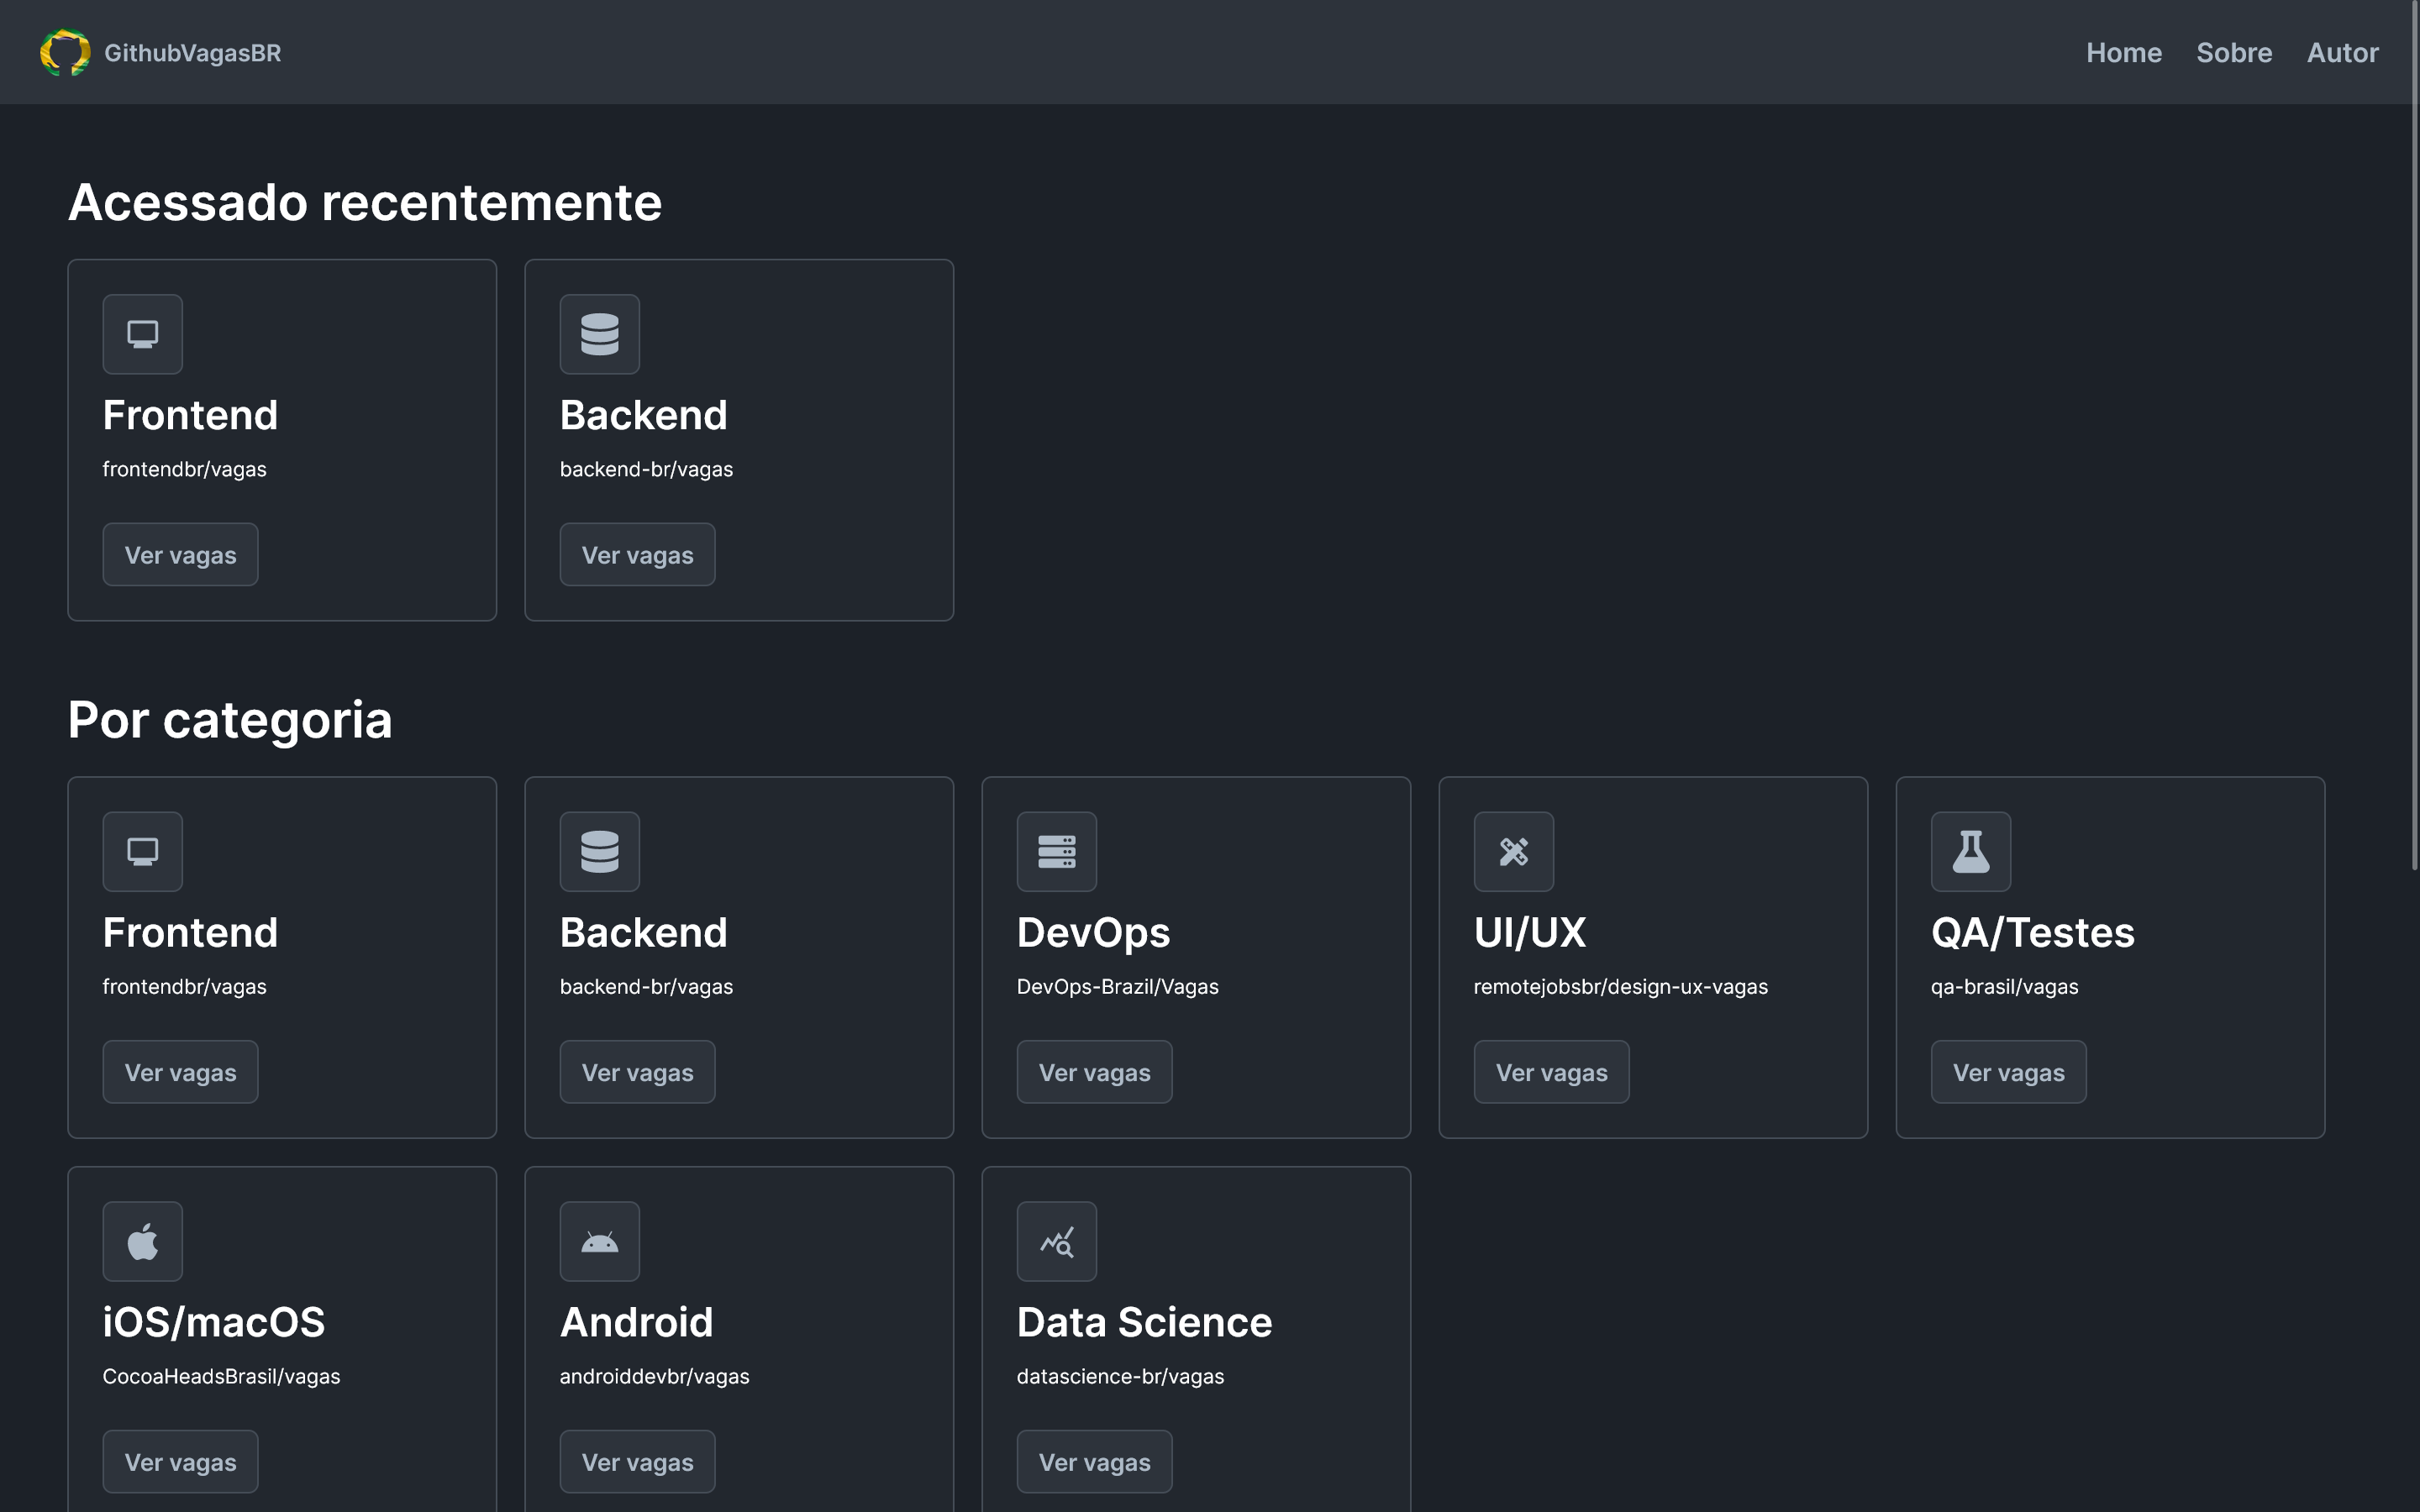 GithubVagasBR
Home Sobre Autor
Acessado recentemente
Frontend
frontendbr/vagas
Ver vagas
Backend
backend-br/vagas
Ver vagas
Por categoria
Frontend
frontendbr/vagas
Ver vagas
Backend
backend-br/vagas
Ver vagas
DevOps
DevOps-Brazil/Vagas
Ver vagas
UI/UX
remotejobsbr/design-ux-vagas
Ver vagas
QA/Testes
qa-brasil/vagas
Ver vagas
iOS/macOS
CocoaHeadsBrasil/vagas
Ver vagas
Android
androiddevbr/vagas
Ver vagas
Data Science
datascience-br/vagas
Ver vagas